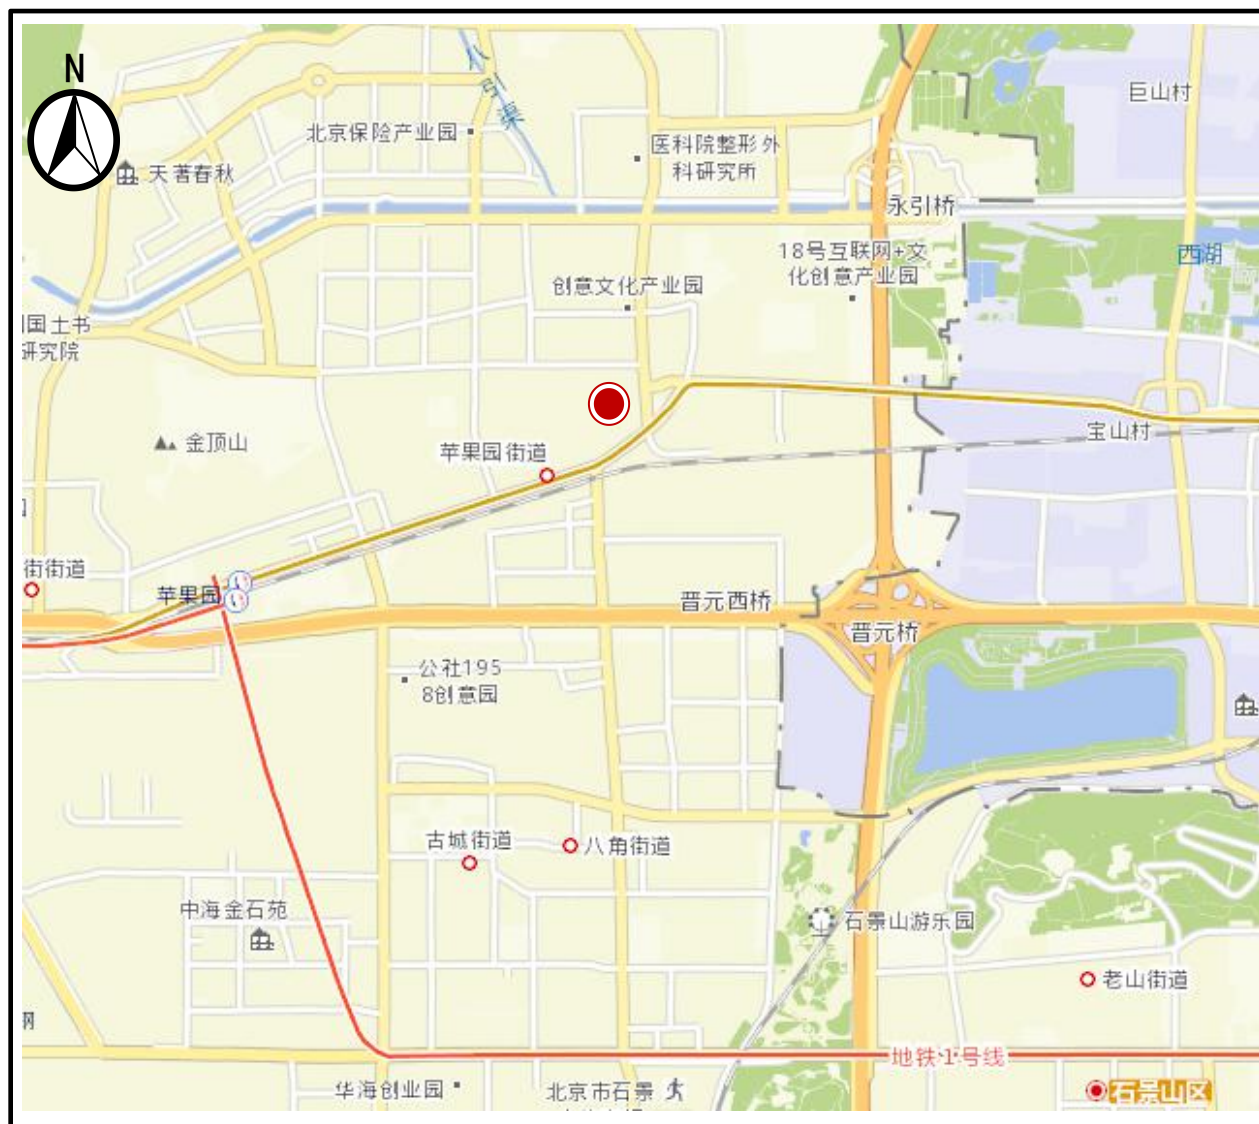 N
八引渠
巨山村
北京保险产业园
医科院整形外
科研究所
天著春秋
永引桥
18号互联网+文
化创意产业园
西湖
创意文化产业园
国土书
研究院
金顶山
苹果园街道
宝山村
街街道
苹果园
晋元西桥
晋元桥
公社195
8创意园
古城街道
八角街道
中海金石苑
石景山游乐园
老山街道
地铁1号线
华海创业园
北京市石景
石景山区